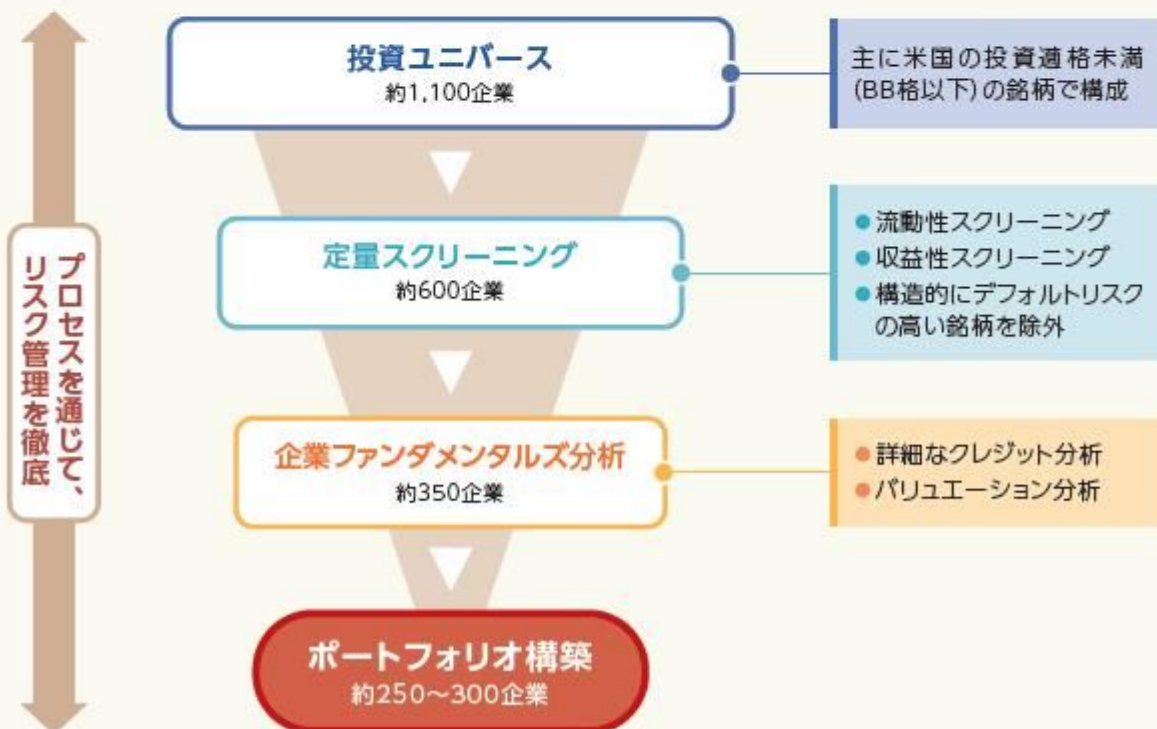 プロセスを通じて、
リスク管理を徹底
投資ユニバース
約1,100企業
主に米国の投資適格未満
(BB格以下)の銘柄で構成
定量スクリーニング
約600企業
●流動性スクリーニング
●収益性スクリーニング
●構造的にデフォルトリスク
の高い銘柄を除外
企業ファンダメンタルズ分析
約350企業
●詳細なクレジット分析
●バリュエーション分析
ポートフォリオ構築
約250～300企業